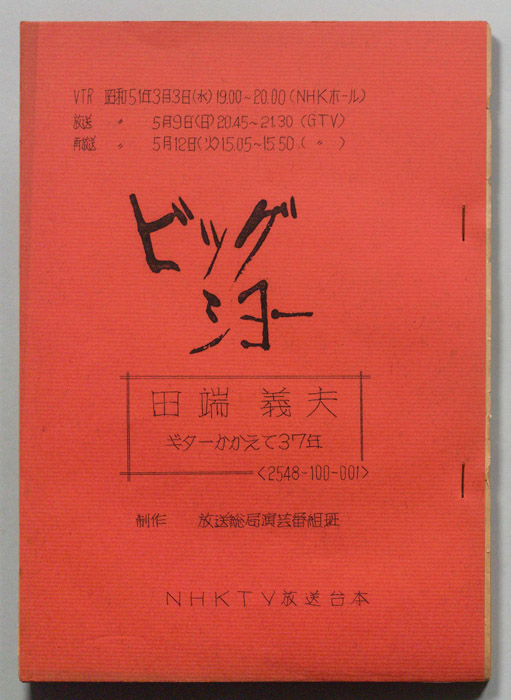 VTR 昭和51年3月3日(水)19.00~20.00(NHKホール)
放送 〃 5月9日(日)20.45~21.30(GTV)
再放送 〃 5月12日(火)15.05~15.50(〃)
ビッグ
ショー
田端 義夫
ギターかかえて37年
<2548-100-001>
制作 放送総局演芸番組班
NHKTV放送台本